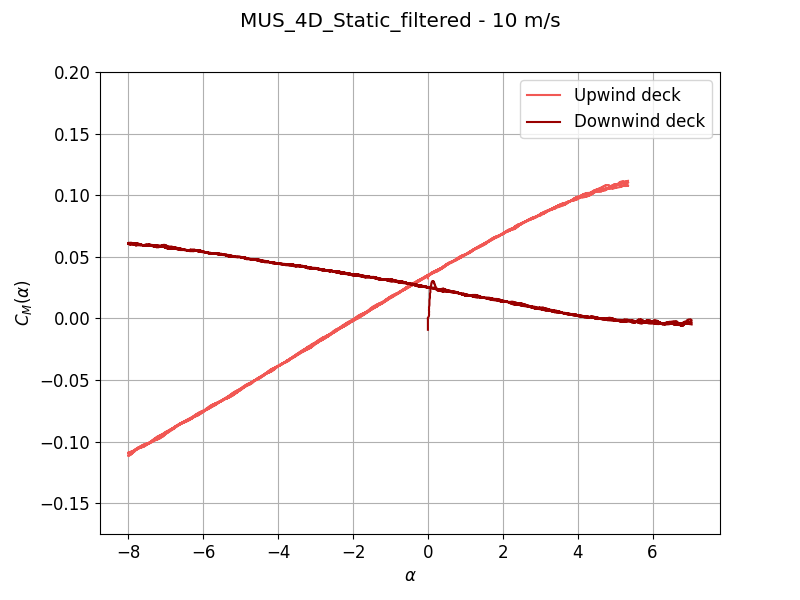 MUS_4D_Static_filtered - 10 m/s
Upwind deck
Downwind deck
0.20
0.15
0.10
0.05
0.00
−0.05
−0.10
−0.15
C_M(α)
−8 −6 −4 −2 0 2 4 6
α